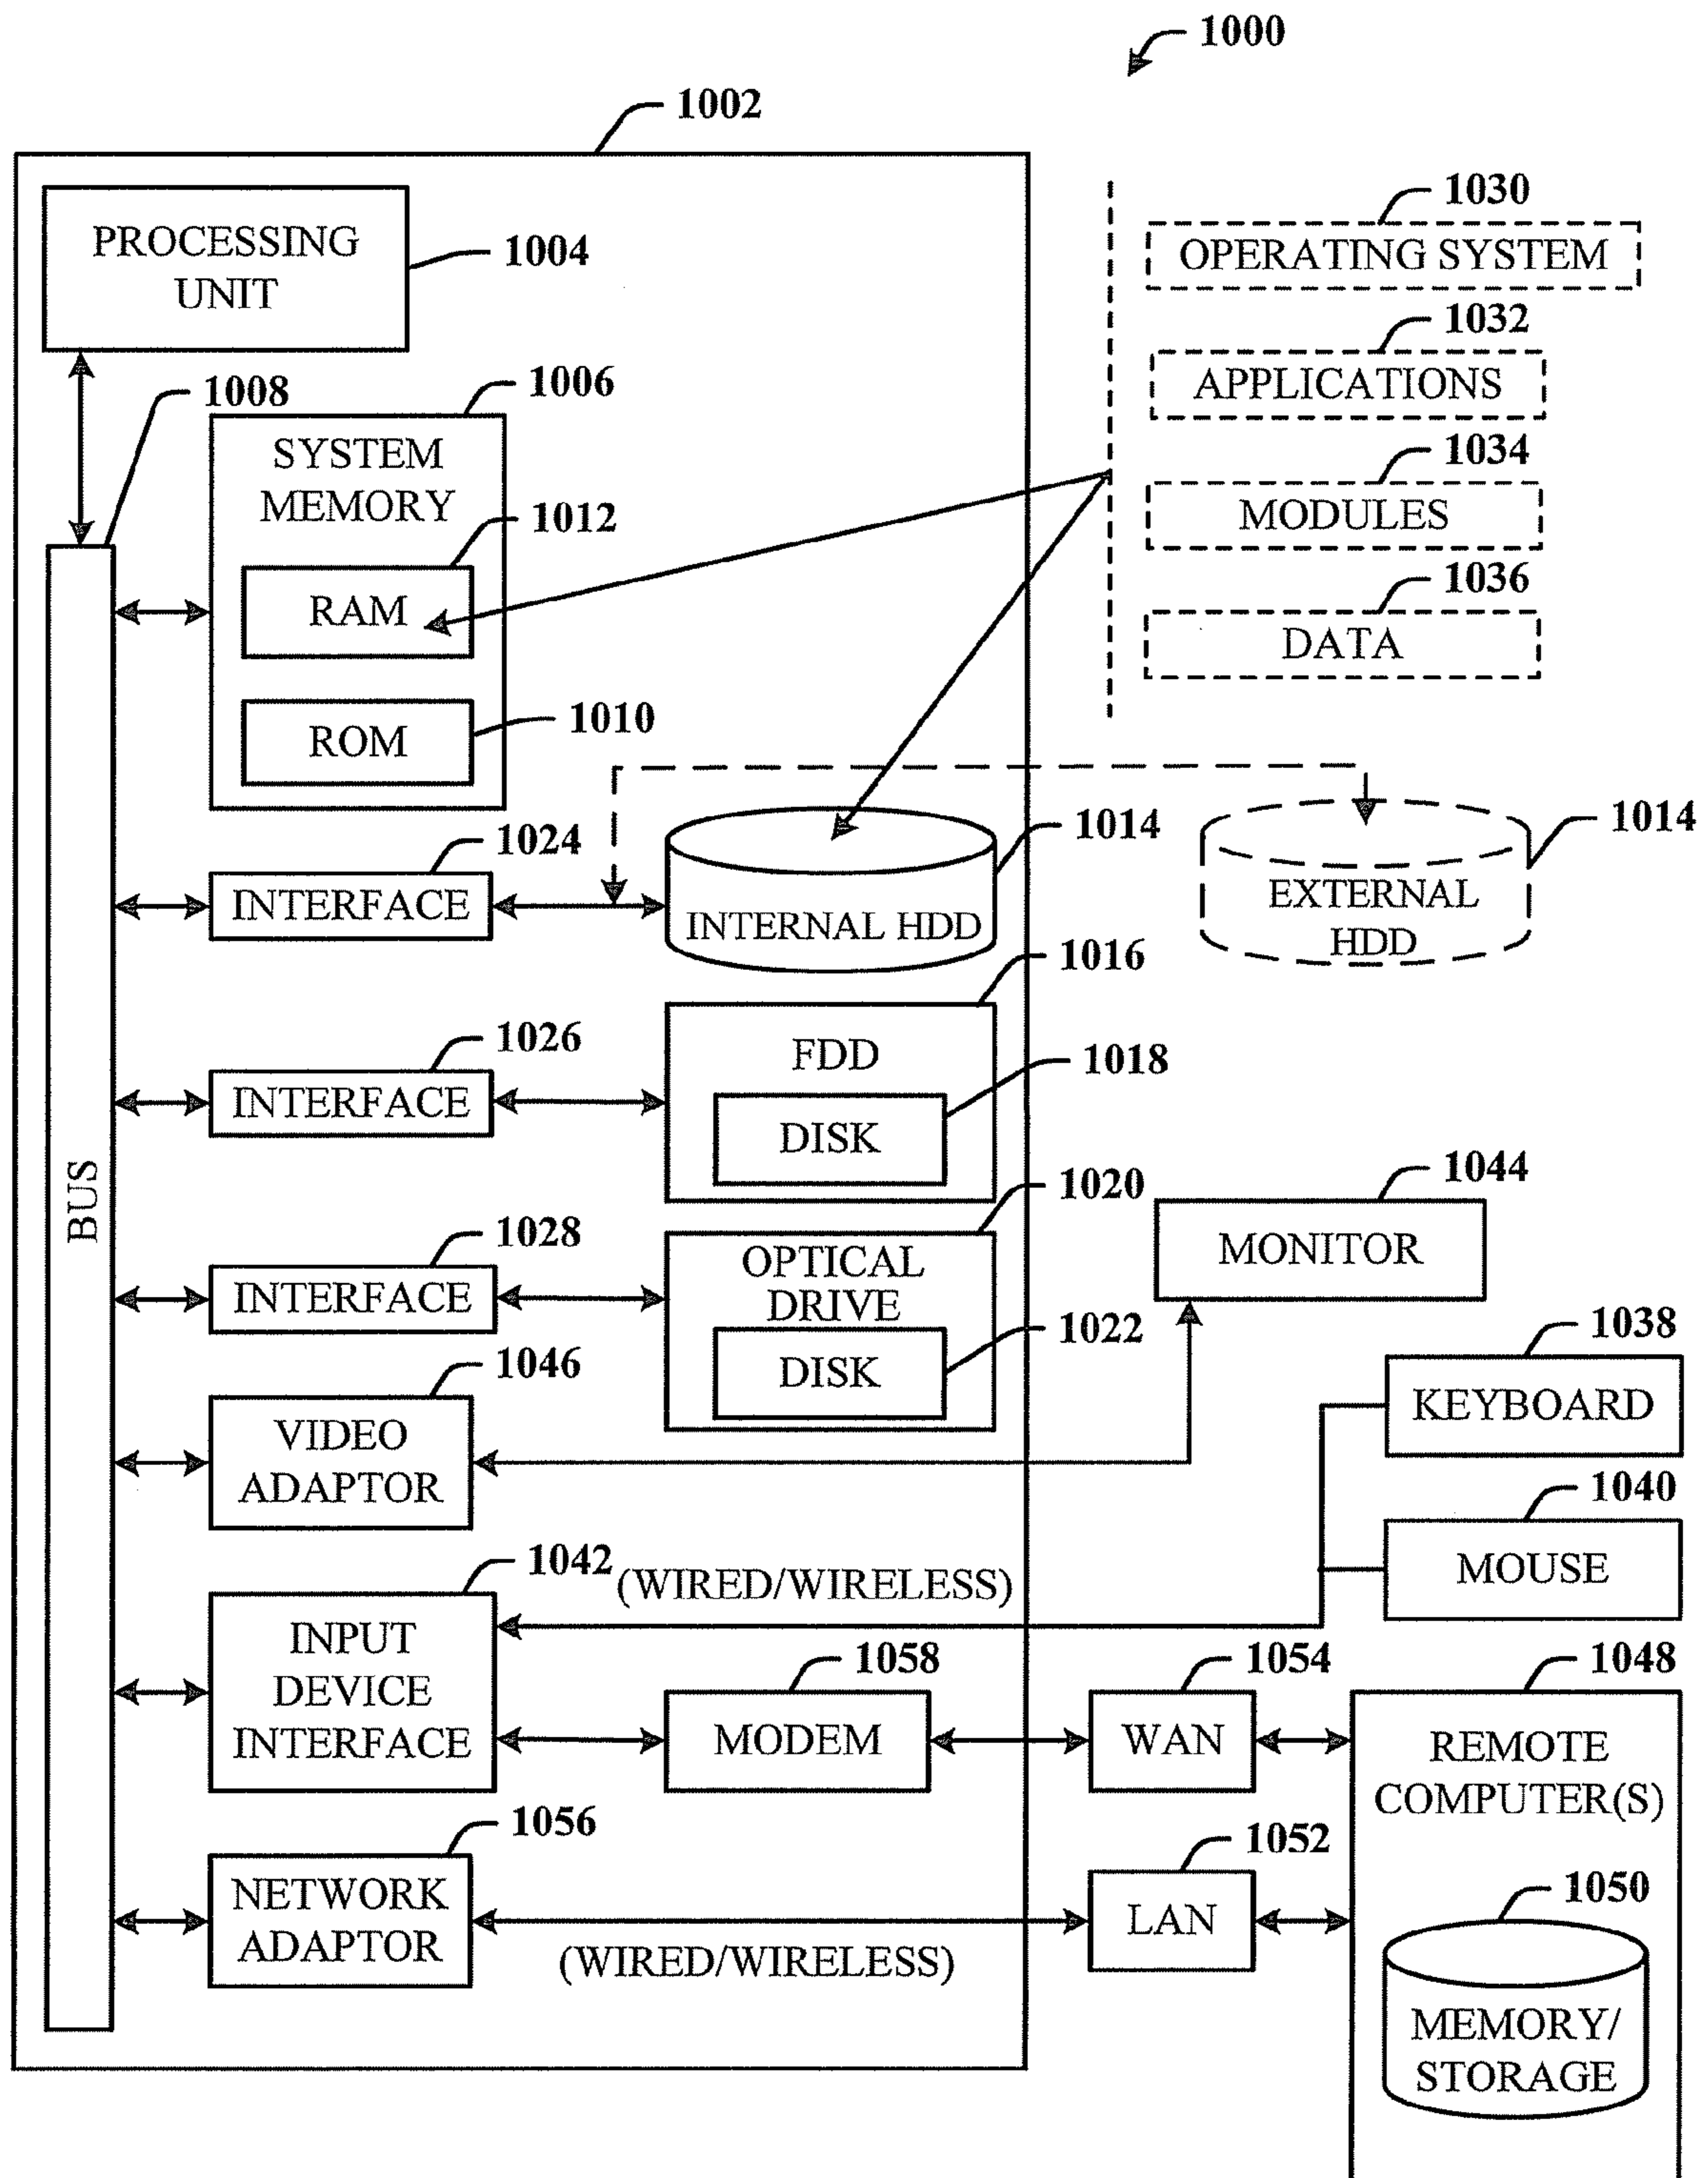 1000
1002
PROCESSING
UNIT
1004
1030
OPERATING SYSTEM
1032
APPLICATIONS
1034
MODULES
1036
DATA
1008
1006
SYSTEM
MEMORY
1012
RAM
1010
ROM
1024
INTERFACE
1014
INTERNAL HDD
1014
EXTERNAL
HDD
1016
FDD
1026
INTERFACE
1018
DISK
BUS
1020
OPTICAL
DRIVE
1028
INTERFACE
1022
DISK
1044
MONITOR
1038
KEYBOARD
1046
VIDEO
ADAPTOR
1040
MOUSE
1042
(WIRED/WIRELESS)
INPUT
DEVICE
INTERFACE
1058
MODEM
1054
WAN
1048
REMOTE
COMPUTER(S)
1056
NETWORK
ADAPTOR
(WIRED/WIRELESS)
1052
LAN
1050
MEMORY/
STORAGE